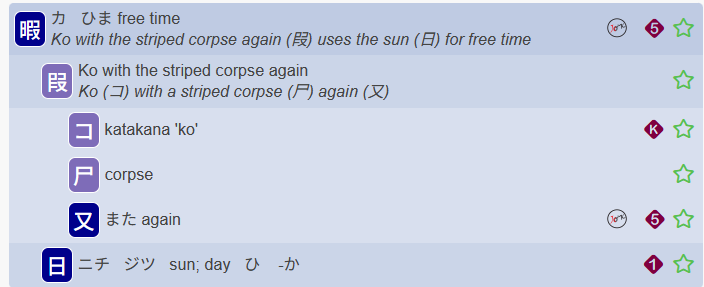 暇 カ ひま free time 5
Ko with the striped corpse again (叚) uses the sun (日) for free time
叚 Ko with the striped corpse again
Ko (コ) with a striped corpse (尸) again (又)
コ katakana 'ko' K
尸 corpse
又 また again 5
日 ニチ ジツ sun; day ひ -か 1